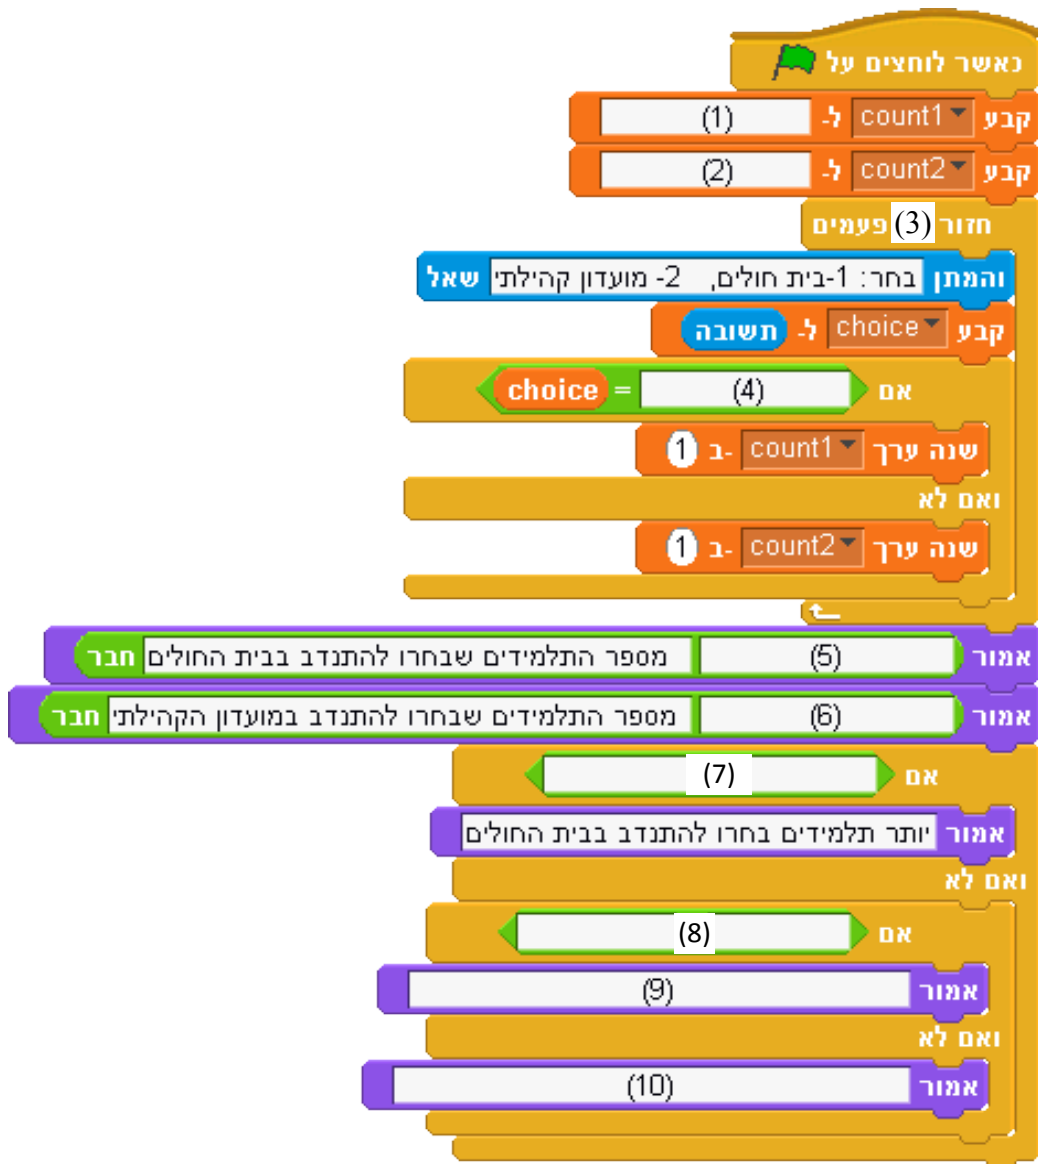 כאשר לוחצים על
קבע count1 ל- (1)
קבע count2 ל- (2)
חזור (3) פעמים
שאל בחר: 1-בית חולים, 2- מועדון קהילתי והמתן
קבע choice ל- תשובה
אם (4) = choice
שנה ערך count1 ב- 1
ואם לא
שנה ערך count2 ב- 1
אמור (5) מספר התלמידים שבחרו להתנדב בבית החולים חבר
אמור (6) מספר התלמידים שבחרו להתנדב במועדון הקהילתי חבר
אם (7)
אמור יותר תלמידים בחרו להתנדב בבית החולים
ואם לא
אם (8)
אמור (9)
ואם לא
אמור (10)